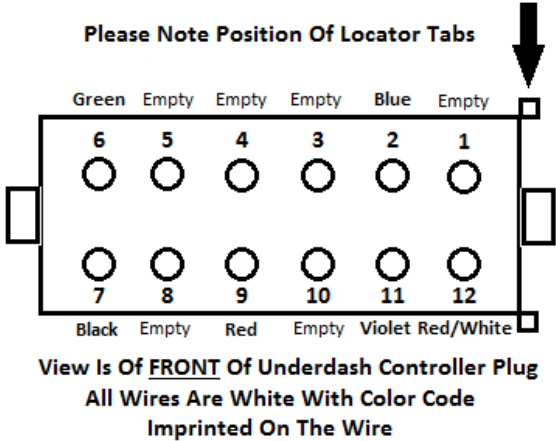 Please Note Position Of Locator Tabs
Green Empty Empty Empty Blue Empty
6 5 4 3 2 1
7 8 9 10 11 12
Black Empty Red Empty Violet Red/White
View Is Of FRONT Of Underdash Controller Plug
All Wires Are White With Color Code
Imprinted On The Wire